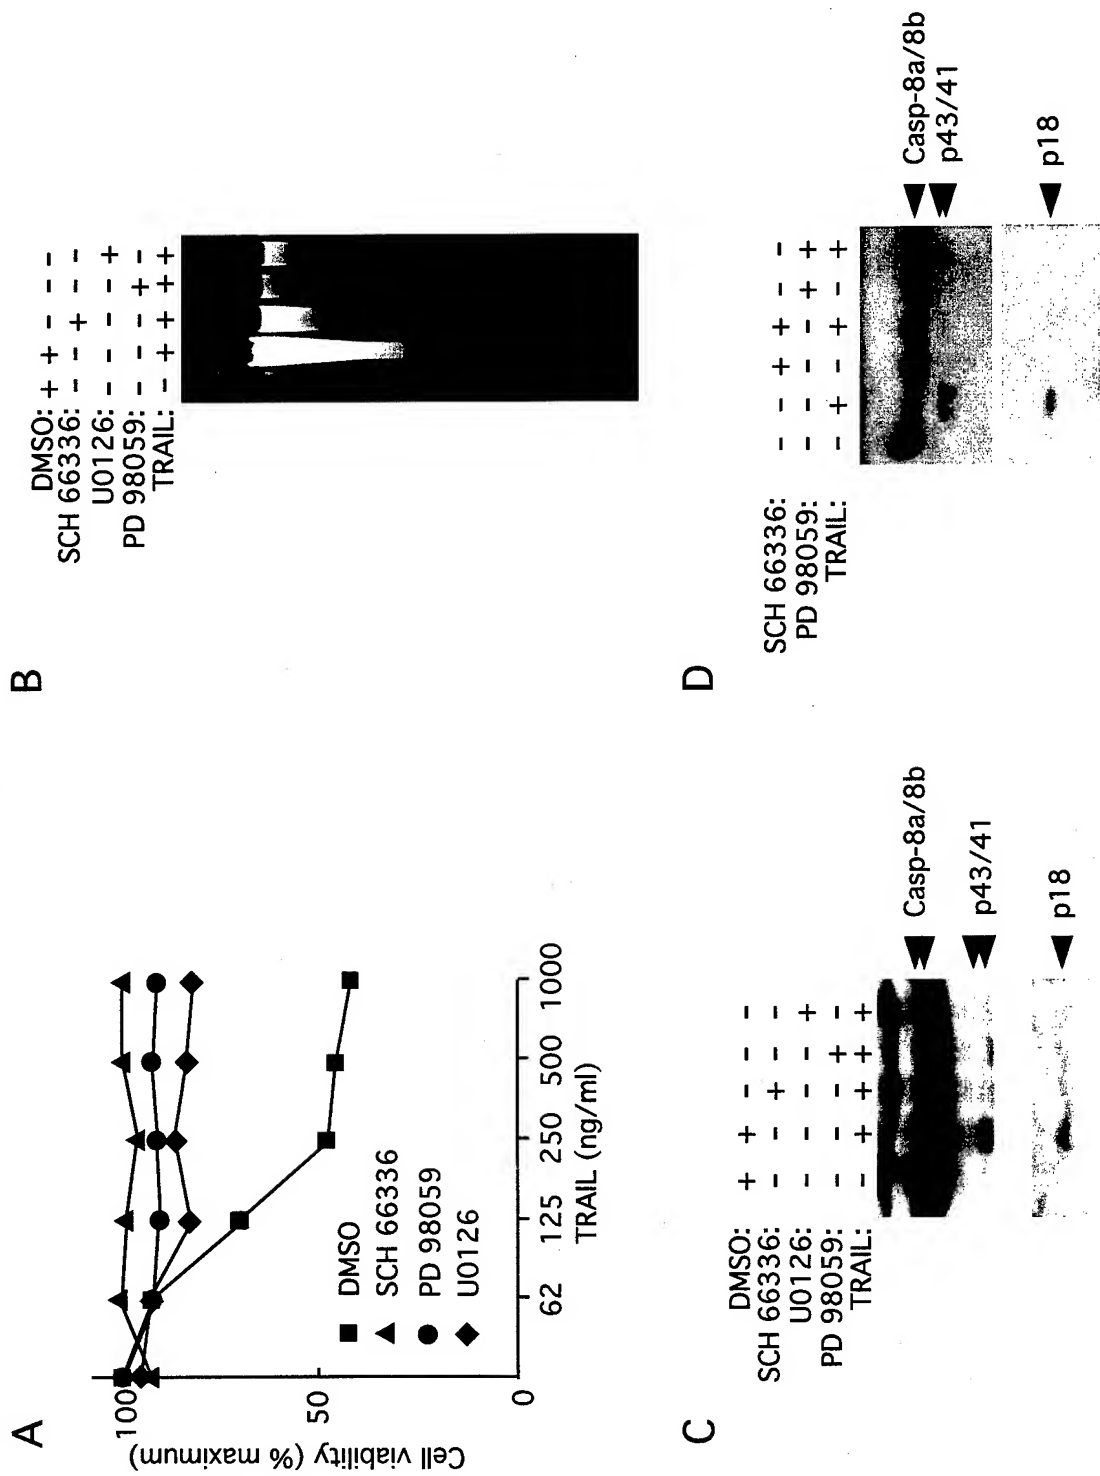 A
Cell viability (% maximum)
100
50
0
62 125 250 500 1000
TRAIL (ng/ml)
DMSO
SCH 66336
PD 98059
U0126
B
DMSO: + + - - -
SCH 66336: - - + - -
U0126: - - - - +
PD 98059: - - - + -
TRAIL: - + + + +
C
DMSO: + + - - -
SCH 66336: - - + - -
U0126: - - - - +
PD 98059: - - - + -
TRAIL: - + + + +
Casp-8a/8b
p43/41
p18
D
SCH 66336: - - + + - -
PD 98059: - - - - + +
TRAIL: - + - + - +
Casp-8a/8b
p43/41
p18